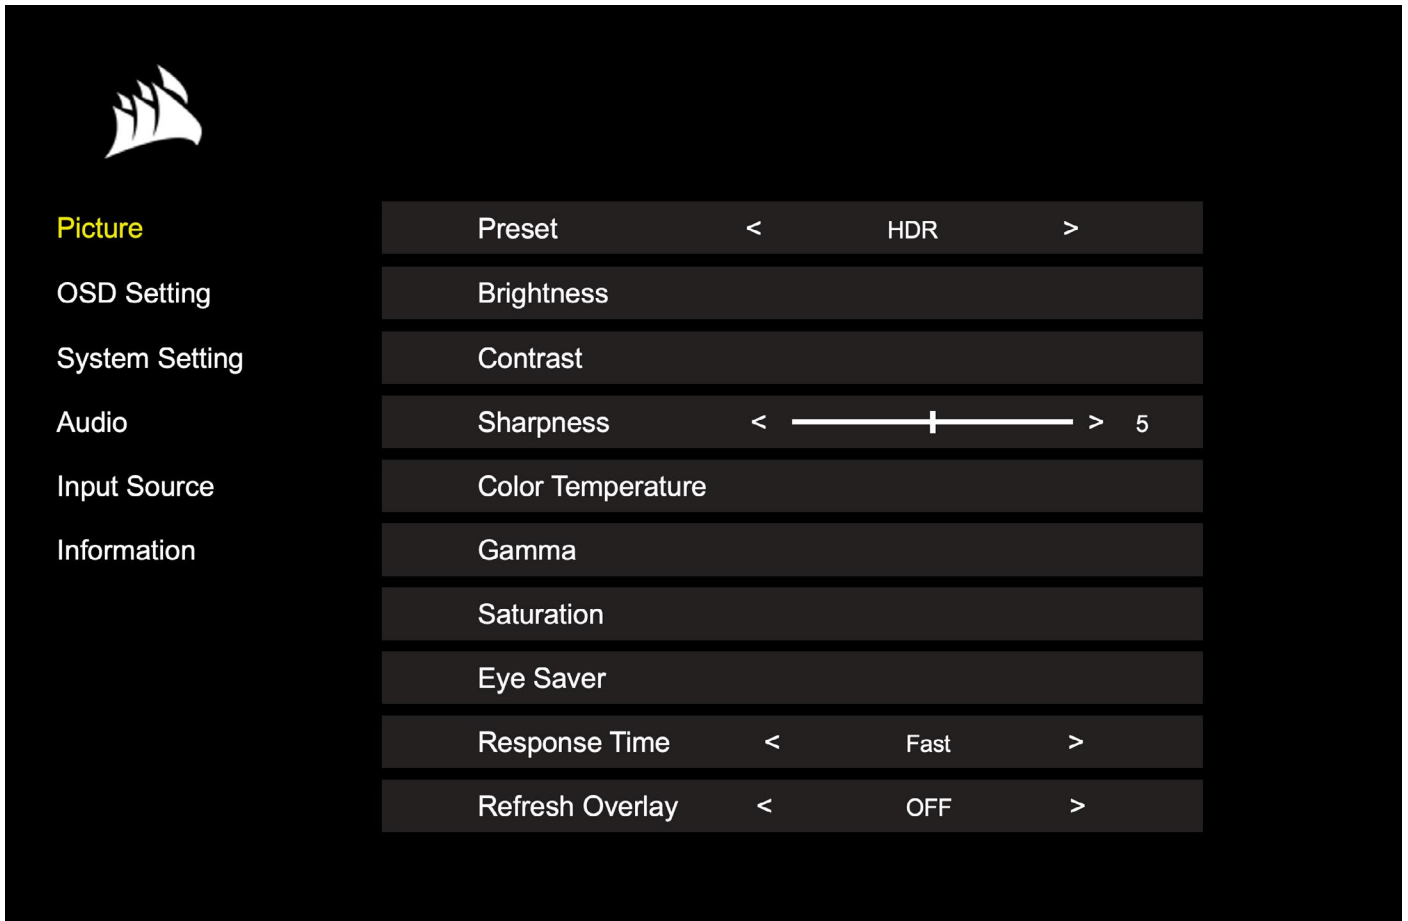 Picture
OSD Setting
System Setting
Audio
Input Source
Information
Preset < HDR >
Brightness
Contrast
Sharpness < > 5
Color Temperature
Gamma
Saturation
Eye Saver
Response Time < Fast >
Refresh Overlay < OFF >